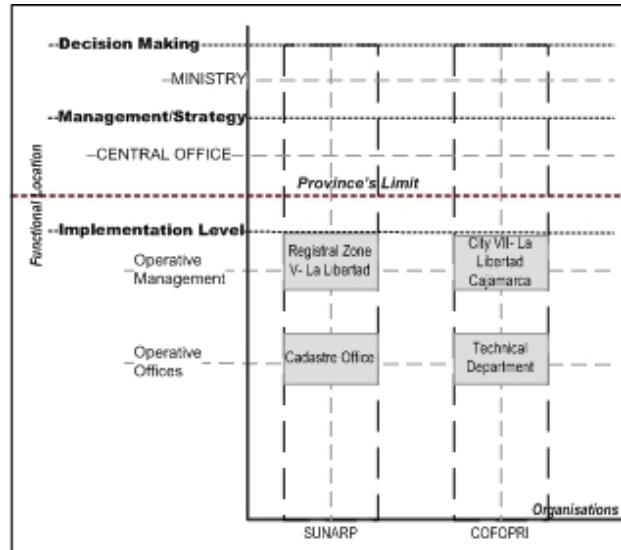 Decision Making
MINISTRY
Management/Strategy
CENTRAL OFFICE
Province's Limit
Functional Location
Implementation Level
Operative
Management
Registral Zone
V- La Libertad
City VII- La
Libertad
Cajamarca
Operative
Offices
Cadastre Office
Technical
Department
Organisations
SUNARP
COFOPRI